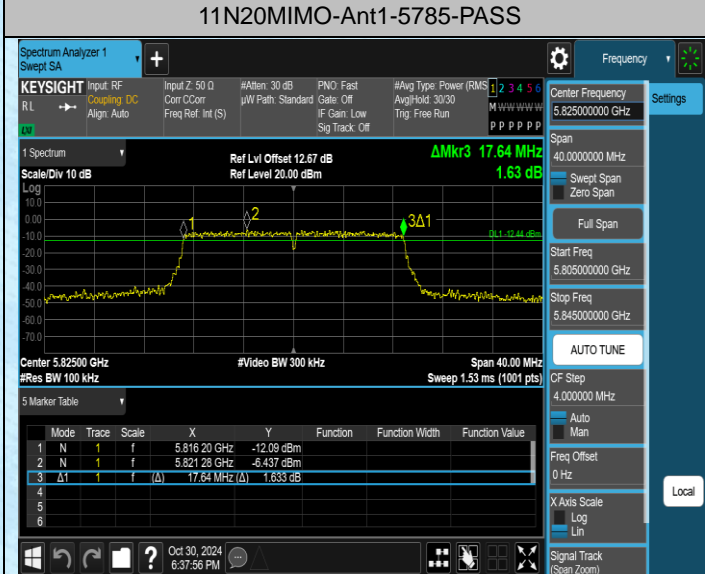 11N20MIMO-Ant1-5785-PASS
Spectrum Analyzer 1
Swept SA
Frequency
KEYSIGHT Input: RF Input Z: 50 Ω #Atten: 30 dB PNO: Fast #Avg Type: Power (RMS 1 2 3 4 5 6
RL Coupling: DC Corr CCorr µW Path: Standard Gate: Off Avg|Hold: 30/30 M W W W W W
Align: Auto Freq Ref: Int (S) IF Gain: Low Trig: Free Run
Sig Track: Off P P P P P P
LXI
Center Frequency
5.825000000 GHz
Settings
Span
40.0000000 MHz
Swept Span
Zero Span
Full Span
Start Freq
5.805000000 GHz
Stop Freq
5.845000000 GHz
AUTO TUNE
CF Step
4.000000 MHz
Auto
Man
Freq Offset
0 Hz
X Axis Scale
Log
Lin
Local
Signal Track
(Span Zoom)
1 Spectrum
Ref Lvl Offset 12.67 dB ΔMkr3 17.64 MHz
Scale/Div 10 dB Ref Level 20.00 dBm 1.63 dB
Log
10.0
0.00
-10.0
-20.0
-30.0
-40.0
-50.0
-60.0
-70.0
1 2 3Δ1
DL1 -12.44 dBm
Center 5.82500 GHz #Video BW 300 kHz Span 40.00 MHz
#Res BW 100 kHz Sweep 1.53 ms (1001 pts)
5 Marker Table
Mode Trace Scale X Y Function Function Width Function Value
1 N 1 f 5.816 20 GHz -12.09 dBm
2 N 1 f 5.821 28 GHz -6.437 dBm
3 Δ1 1 f (Δ) 17.64 MHz (Δ) 1.633 dB
4
5
6
Oct 30, 2024
6:37:56 PM